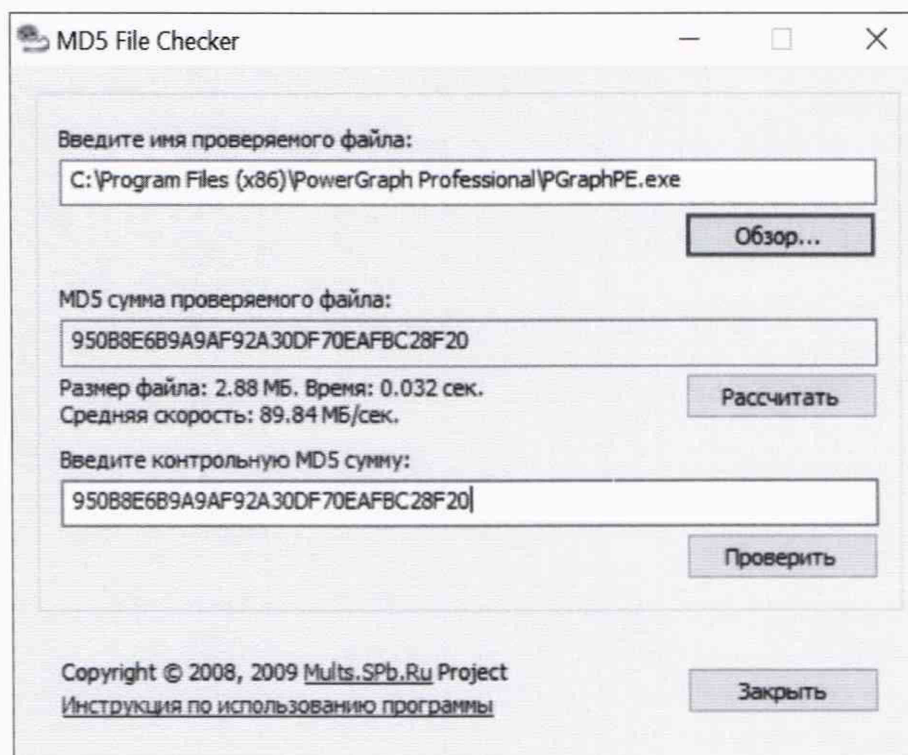 MD5 File Checker
Введите имя проверяемого файла:
C:\Program Files (x86)\PowerGraph Professional\PGraphPE.exe
Обзор...
MD5 сумма проверяемого файла:
950B8E6B9A9AF92A30DF70EAFBC28F20
Размер файла: 2.88 МБ. Время: 0.032 сек.
Средняя скорость: 89.84 МБ/сек.
Рассчитать
Введите контрольную MD5 сумму:
950B8E6B9A9AF92A30DF70EAFBC28F20
Проверить
Copyright © 2008, 2009 Mults.SPb.Ru Project
Инструкция по использованию программы
Закрыть